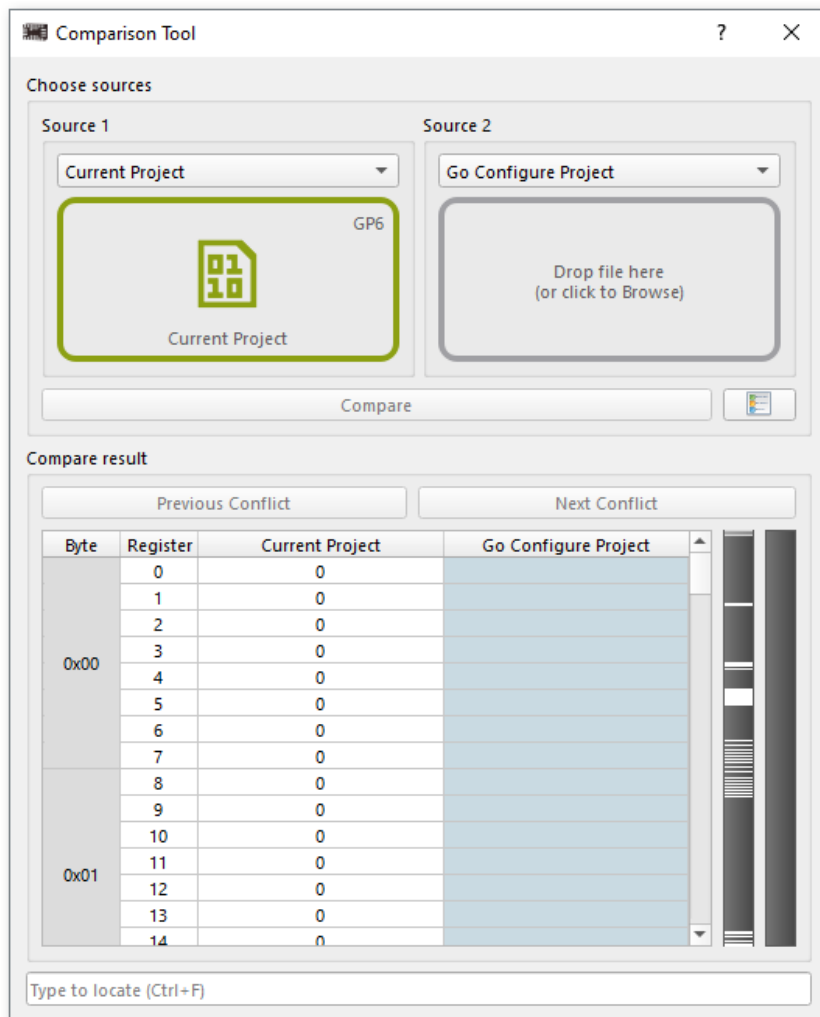 Comparison Tool ?
Choose sources
Source 1 Source 2
Current Project Go Configure Project
GP6
01
10
Drop file here
(or click to Browse)
Current Project
Compare
Compare result
Previous Conflict Next Conflict
Byte Register Current Project Go Configure Project
0 0
1 0
2 0
3 0
0x00
4 0
5 0
6 0
7 0
8 0
9 0
10 0
11 0
0x01
12 0
13 0
14 0
Type to locate (Ctrl+F)